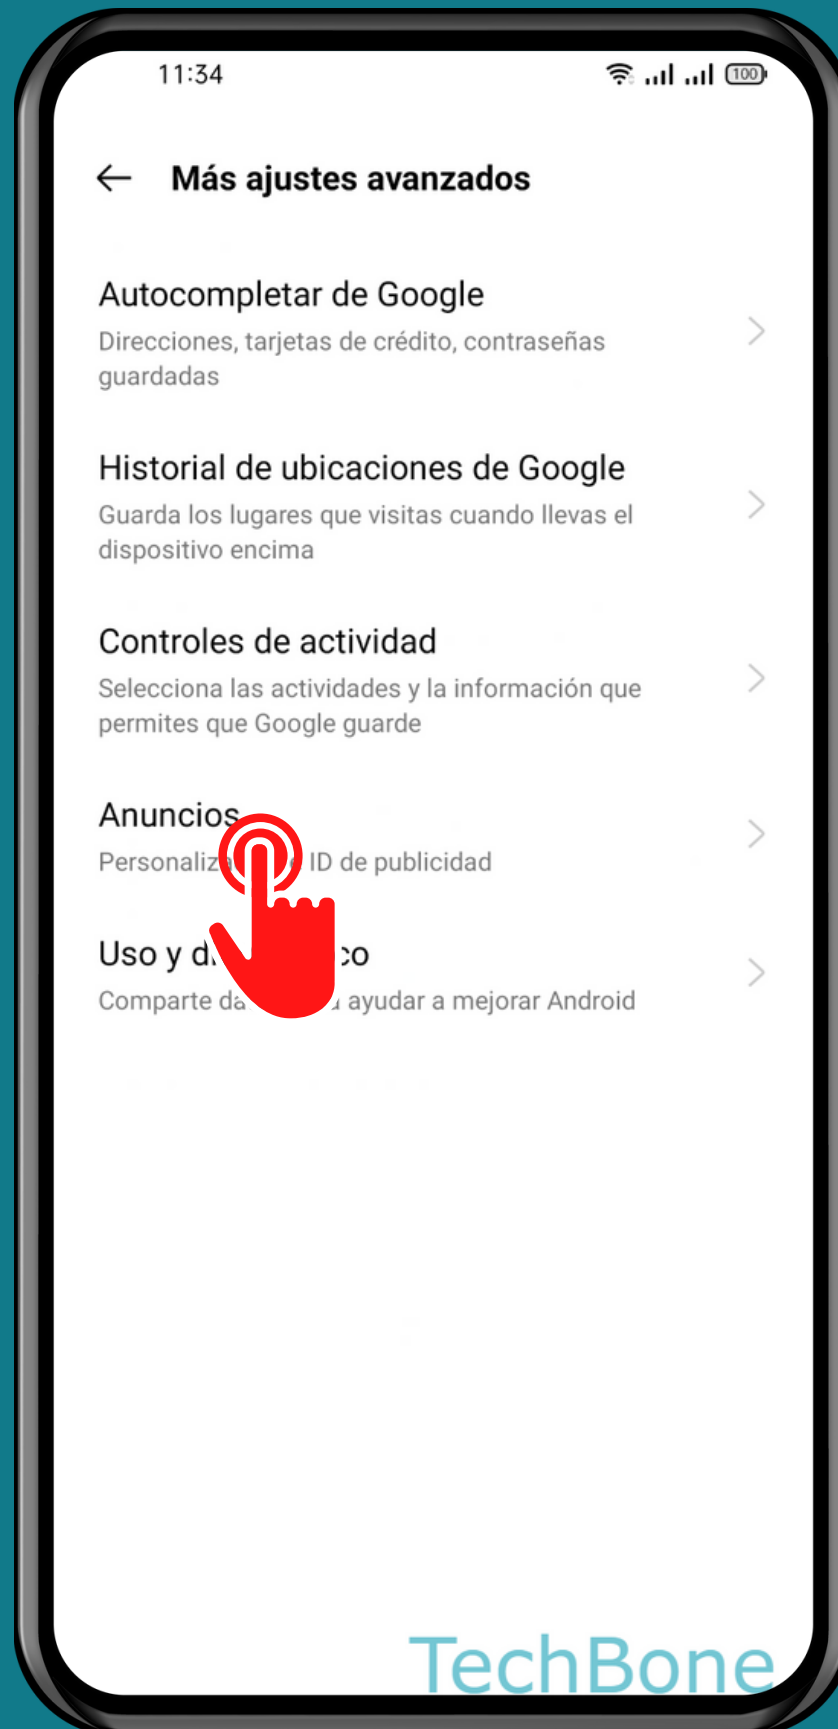 11:34
100
Más ajustes avanzados
Autocompletar de Google
Direcciones, tarjetas de crédito, contraseñas
guardadas
Historial de ubicaciones de Google
Guarda los lugares que visitas cuando llevas el
dispositivo encima
Controles de actividad
Selecciona las actividades y la información que
permites que Google guarde
Anuncios
ID de publicidad
Uso y
Comparte ayudar a mejorar Android
TechBone